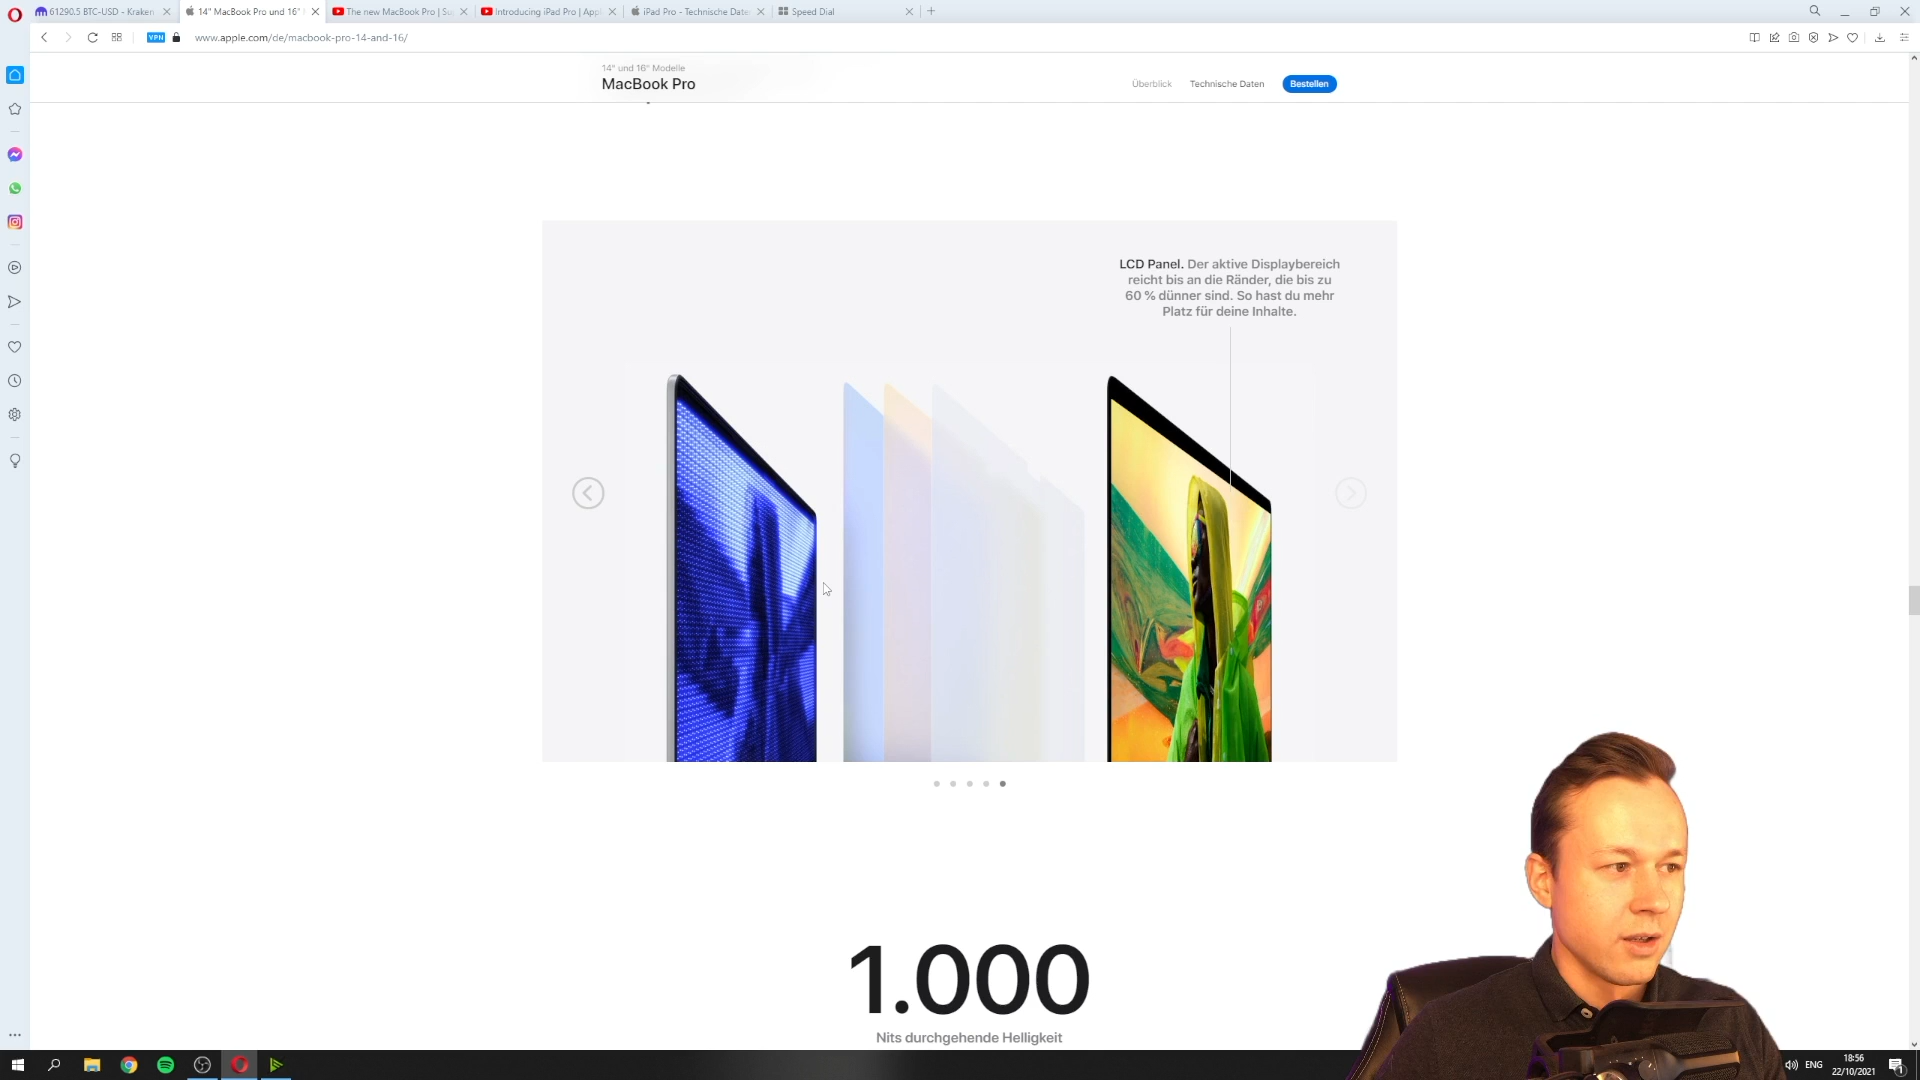 61290.5 BTC-USD - Kraken
14" MacBook Pro und 16"
The new MacBook Pro | Su
Introducing iPad Pro | Appl
iPad Pro - Technische Date
Speed Dial
VPN
www.apple.com/de/macbook-pro-14-and-16/
14" und 16" Modelle
MacBook Pro
Überblick
Technische Daten
Bestellen
LCD Panel. Der aktive Displaybereich
reicht bis an die Ränder, die bis zu
60 % dünner sind. So hast du mehr
Platz für deine Inhalte.
1.000
Nits durchgehende Helligkeit
ENG
18:56
22/10/2021
1